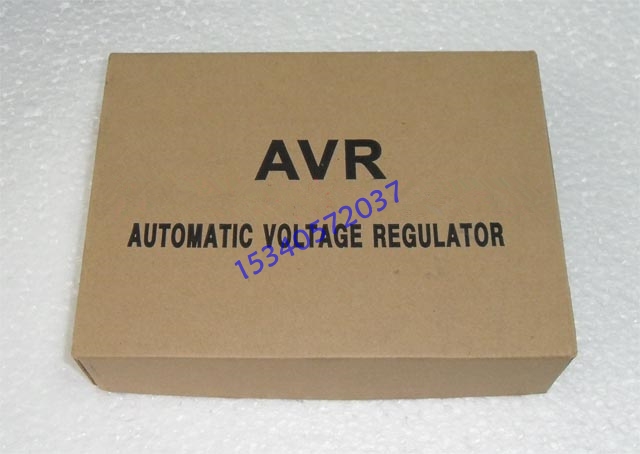 AVR
AUTOMATIC VOLTAGE REGULATOR
15340572037